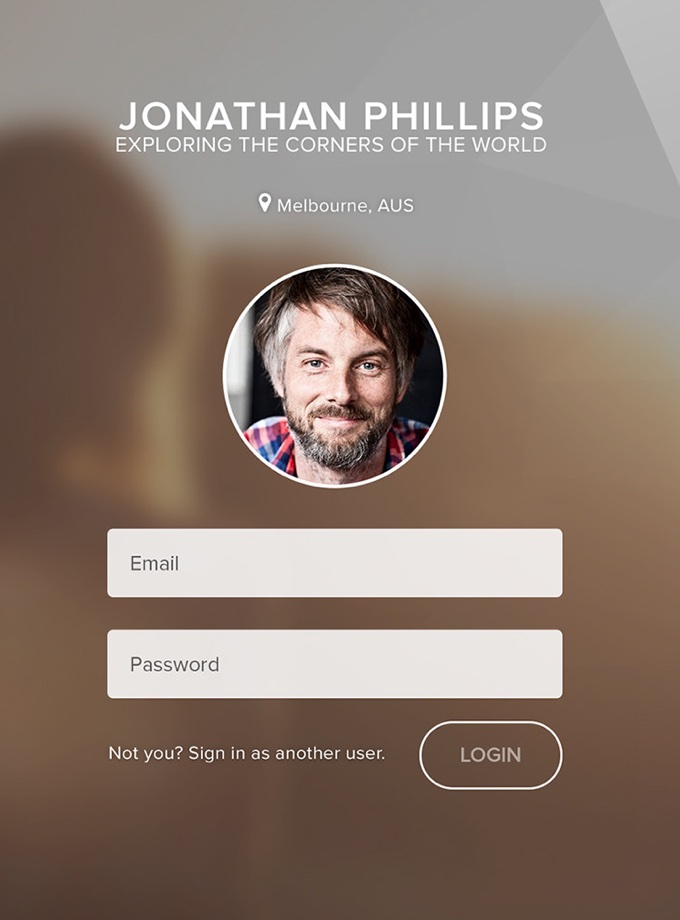 JONATHAN PHILLIPS
EXPLORING THE CORNERS OF THE WORLD
Melbourne, AUS
Email
Password
Not you? Sign in as another user.
LOGIN